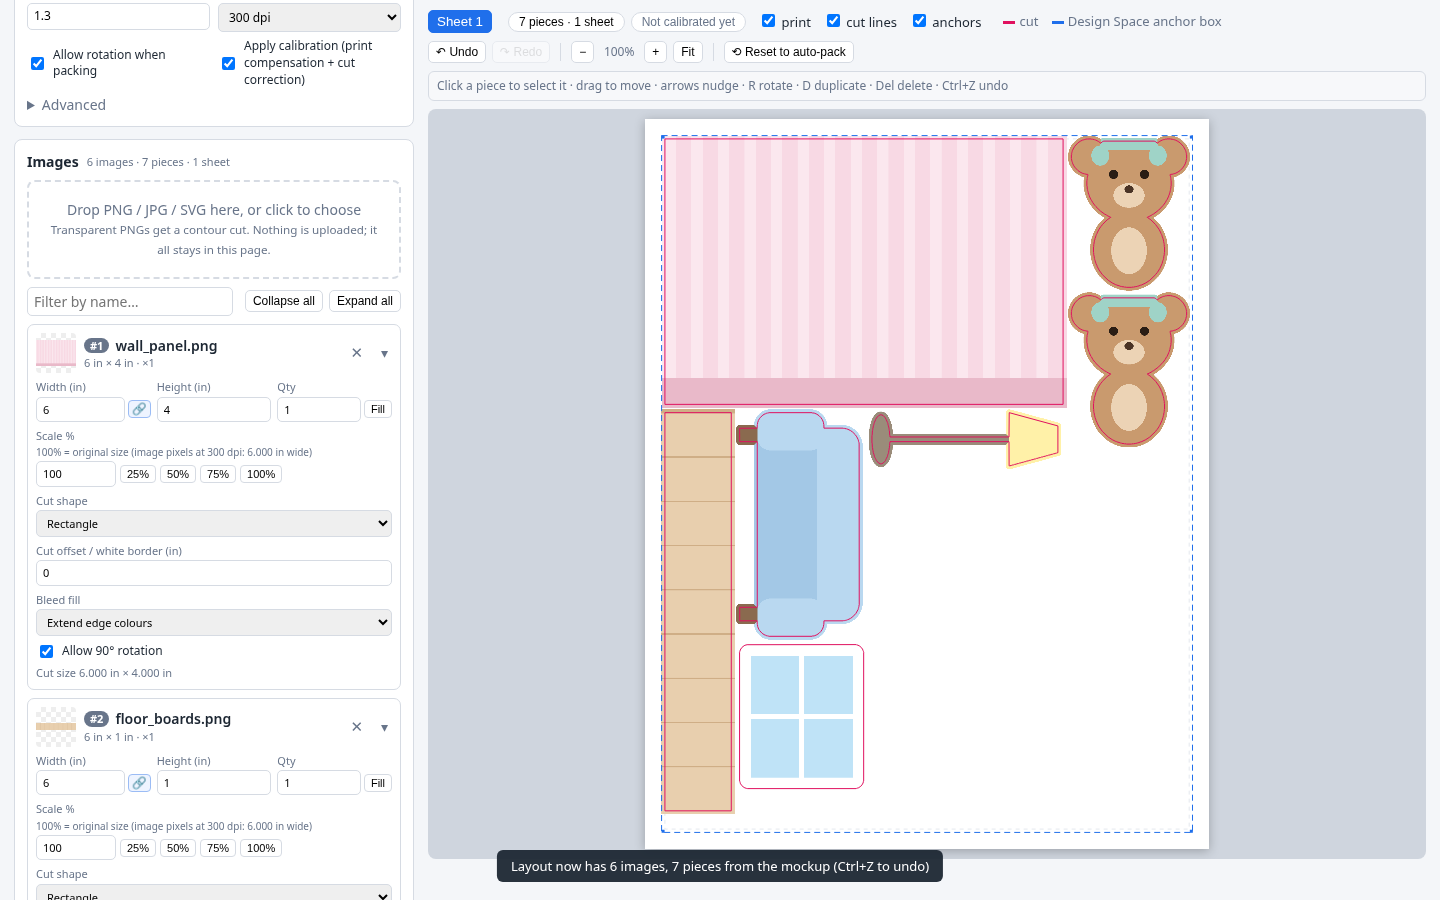 1.3
300 dpi
Allow rotation when packing
Apply calibration (print compensation + cut correction)
▶ Advanced
Images 6 images · 7 pieces · 1 sheet
Drop PNG / JPG / SVG here, or click to choose
Transparent PNGs get a contour cut. Nothing is uploaded; it
all stays in this page.
Filter by name...
Collapse all
Expand all
#1 wall_panel.png
6 in × 4 in · ×1
Width (in) Height (in) Qty
6 4 1 Fill
Scale %
100% = original size (image pixels at 300 dpi: 6.000 in wide)
100 25% 50% 75% 100%
Cut shape
Rectangle
Cut offset / white border (in)
0
Bleed fill
Extend edge colours
Allow 90° rotation
Cut size 6.000 in × 4.000 in
#2 floor_boards.png
6 in × 1 in · ×1
Width (in) Height (in) Qty
6 1 1 Fill
Scale %
100% = original size (image pixels at 300 dpi: 6.000 in wide)
100 25% 50% 75% 100%
Cut shape
Rectangle
Sheet 1
7 pieces · 1 sheet
Not calibrated yet
print
cut lines
anchors
cut
Design Space anchor box
↶ Undo
↷ Redo
− 100% +
Fit
⟲ Reset to auto-pack
Click a piece to select it · drag to move · arrows nudge · R rotate · D duplicate · Del delete · Ctrl+Z undo
Layout now has 6 images, 7 pieces from the mockup (Ctrl+Z to undo)